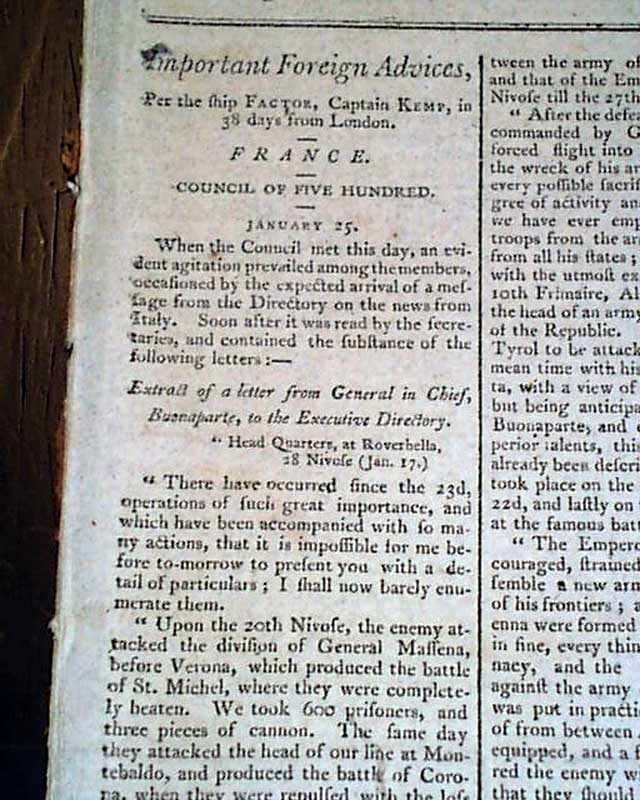 Important Foreign Advices,
Per the ſhip FACTOR, Captain KEMP, in
38 days from London.
FRANCE.
COUNCIL OF FIVE HUNDRED.
JANUARY 25.
When the Council met this day, an evi-
dent agitation prevailed among the members,
occaſioned by the expected arrival of a meſ-
ſage from the Directory on the news from
Italy. Soon after it was read by the ſecre-
taries, and contained the ſubſtance of the
following letters :—
Extract of a letter from General in Chief,
Buonaparte, to the Executive Directory.
" Head Quarters, at Roverbella,
28 Nivoſe (Jan. 17.)
" There have occurred ſince the 23d,
operations of ſuch great importance, and
which have been accompanied with ſo ma-
ny actions, that it is impoſſible for me be-
fore to-morrow to preſent you with a de-
tail of particulars ; I ſhall now barely enu-
merate them.
" Upon the 20th Nivoſe, the enemy at-
tacked the diviſion of General Maſſena,
before Verona, which produced the battle
of St. Michel, where they were complete-
ly beaten. We took 600 priſoners, and
three pieces of cannon. The ſame day
they attacked the head of our line at Mon-
tebaldo, and produced the battle of Coro-
na, when they were repulſed with the loſs
tween the army of
and that of the Em
Nivoſe till the 27th
" After the defea
commanded by G
forced flight into
the wreck of his ar
every poſſible ſacrif
gree of activity an
we have ever emp
troops from the ar
from all his ſtates ;
with the utmoſt ex
10th Frimaire, Al
the head of an army
of the Republic.
Tyrol to be attack
mean time with his
ta, with a view of
but being anticipa
Buonaparte, and
perior talents, this
already been deſcri
took place on the
22d, and laſtly on
at the famous bat
" The Empero
couraged, ſtrained
ſemble a new arm
of his frontiers ; a
enna were formed
in fine, every thin
nacy, and the
againſt the army
was put in practi
of from between
equipped, and a f
red the enemy w
that they ſhould